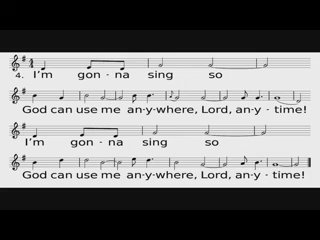 4. I'm gon - na sing so
God can use me an-y-where, Lord, an-y - time!
I'm gon - na sing so
God can use me an-y-where, Lord, an-y - time!